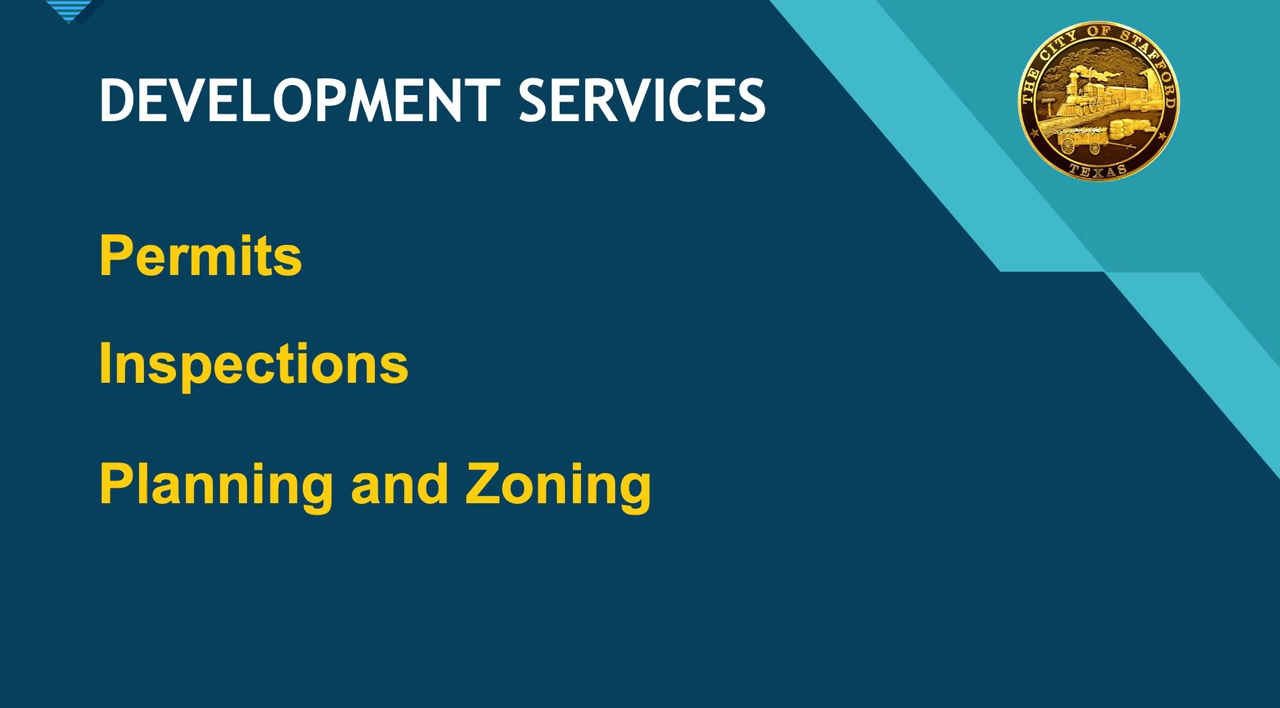 DEVELOPMENT SERVICES
THE CITY OF STAFFORD
TEXAS
Permits
Inspections
Planning and Zoning